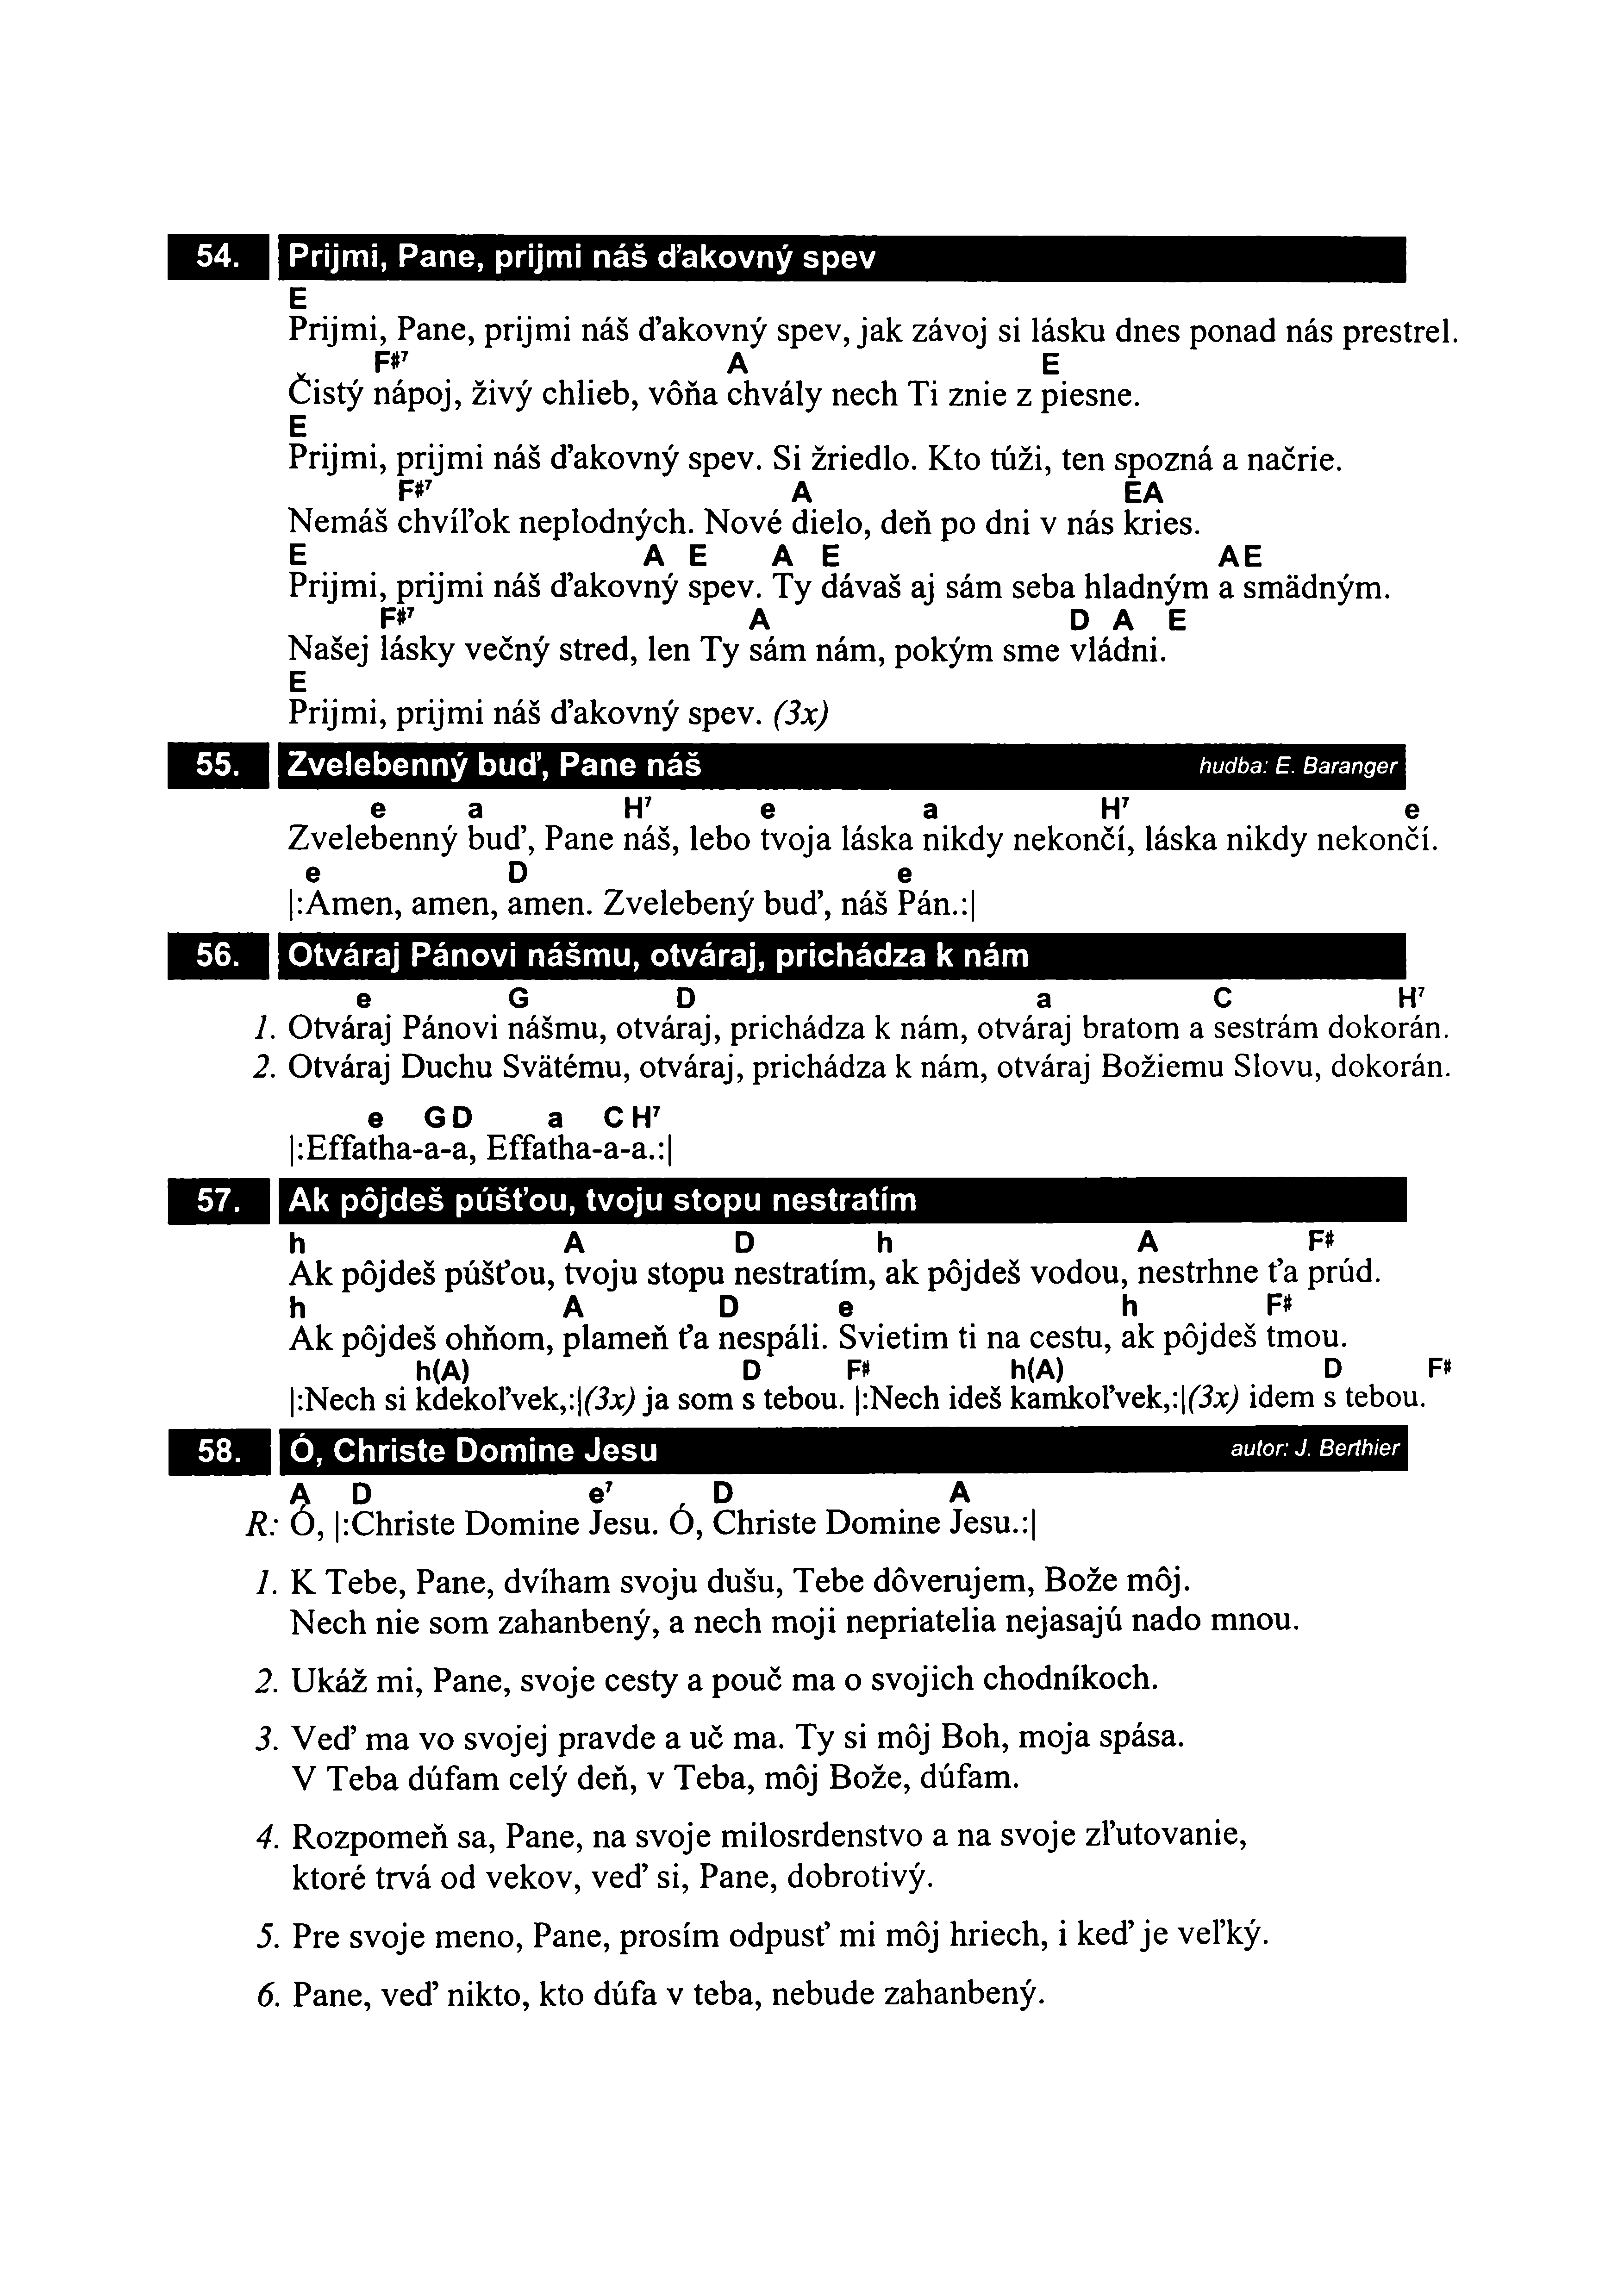 54. Prijmi, Pane, prijmi náš ďakovný spev
E
Prijmi, Pane, prijmi náš ďakovný spev, jak závoj si lásku dnes ponad nás prestrel.
F#7 A E
Čistý nápoj, živý chlieb, vôňa chvály nech Ti znie z piesne.
E
Prijmi, prijmi náš ďakovný spev. Si žriedlo. Kto túži, ten spozná a načrie.
F#7 A EA
Nemáš chvíľok neplodných. Nové dielo, deň po dni v nás kries.
E A E A E AE
Prijmi, prijmi náš ďakovný spev. Ty dávaš aj sám seba hladným a smädným.
F#7 A D A E
Našej lásky večný stred, len Ty sám nám, pokým sme vládni.
E
Prijmi, prijmi náš ďakovný spev. (3x)
55. Zvelebenný buď, Pane náš hudba: E. Baranger
e a H7 e a H7 e
Zvelebenný buď, Pane náš, lebo tvoja láska nikdy nekončí, láska nikdy nekončí.
e D e
|:Amen, amen, amen. Zvelebený buď, náš Pán.:|
56. Otváraj Pánovi nášmu, otváraj, prichádza k nám
e G D a C H7
1. Otváraj Pánovi nášmu, otváraj, prichádza k nám, otváraj bratom a sestrám dokorán.
2. Otváraj Duchu Svätému, otváraj, prichádza k nám, otváraj Božiemu Slovu, dokorán.
e G D a C H7
|:Effatha-a-a, Effatha-a-a.:|
57. Ak pôjdeš púšťou, tvoju stopu nestratím
h A D h A F#
Ak pôjdeš púšťou, tvoju stopu nestratím, ak pôjdeš vodou, nestrhne ťa prúd.
h A D e h F#
Ak pôjdeš ohňom, plameň ťa nespáli. Svietim ti na cestu, ak pôjdeš tmou.
h(A) D F# h(A) D F#
|:Nech si kdekoľvek,:|(3x) ja som s tebou. |:Nech ideš kamkoľvek,:|(3x) idem s tebou.
58. Ó, Christe Domine Jesu autor: J. Berthier
A D e7 D A
R: Ó, |:Christe Domine Jesu. Ó, Christe Domine Jesu.:|
1. K Tebe, Pane, dvíham svoju dušu, Tebe dôverujem, Bože môj.
Nech nie som zahanbený, a nech moji nepriatelia nejasajú nado mnou.
2. Ukáž mi, Pane, svoje cesty a pouč ma o svojich chodníkoch.
3. Veď ma vo svojej pravde a uč ma. Ty si môj Boh, moja spása.
V Teba dúfam celý deň, v Teba, môj Bože, dúfam.
4. Rozpomeň sa, Pane, na svoje milosrdenstvo a na svoje zľutovanie,
ktoré trvá od vekov, veď si, Pane, dobrotivý.
5. Pre svoje meno, Pane, prosím odpusť mi môj hriech, i keď je veľký.
6. Pane, veď nikto, kto dúfa v teba, nebude zahanbený.